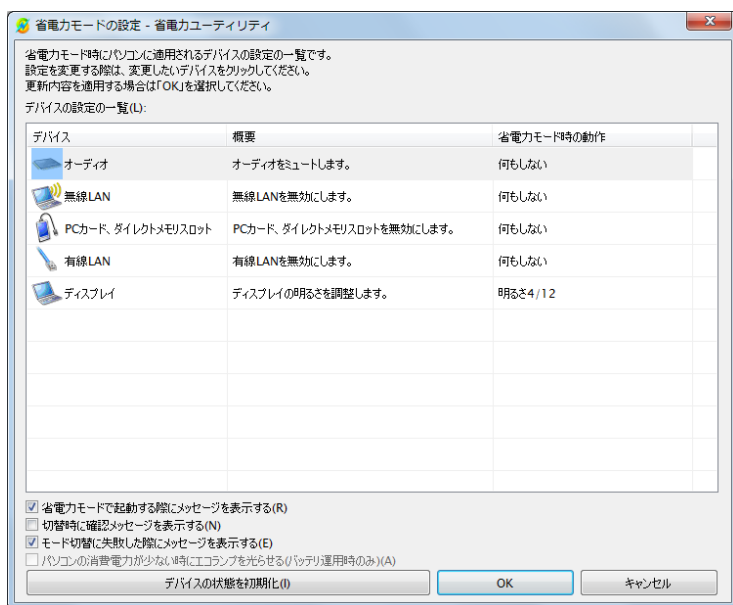 省電力モードの設定 - 省電力ユーティリティ
省電力モード時にパソコンに適用されるデバイスの設定の一覧です。
設定を変更する際は、変更したいデバイスをクリックしてください。
更新内容を適用する場合は「OK」を選択してください。
デバイスの設定の一覧(L):
デバイス 概要 省電力モード時の動作
オーディオ オーディオをミュートします。 何もしない
無線LAN 無線LANを無効にします。 何もしない
PCカード、ダイレクトメモリスロット PCカード、ダイレクトメモリスロットを無効にします。 何もしない
有線LAN 有線LANを無効にします。 何もしない
ディスプレイ ディスプレイの明るさを調整します。 明るさ4/12
省電力モードで起動する際にメッセージを表示する(R)
切替時に確認メッセージを表示する(N)
モード切替に失敗した際にメッセージを表示する(E)
パソコンの消費電力が少ない時にエコランプを光らせる(バッテリ運用時のみ)(A)
デバイスの状態を初期化(I) OK キャンセル